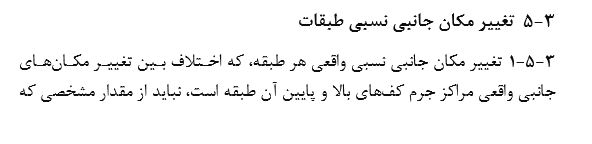 ۳-۵ تغییر مکان جانبی نسبی طبقات
۳-۵-۱ تغییر مکان جانبی نسبی واقعی هر طبقه، که اختلاف بین تغییر مکان‌های
جانبی واقعی مراکز جرم کف‌های بالا و پایین آن طبقه است، نباید از مقدار مشخصی که